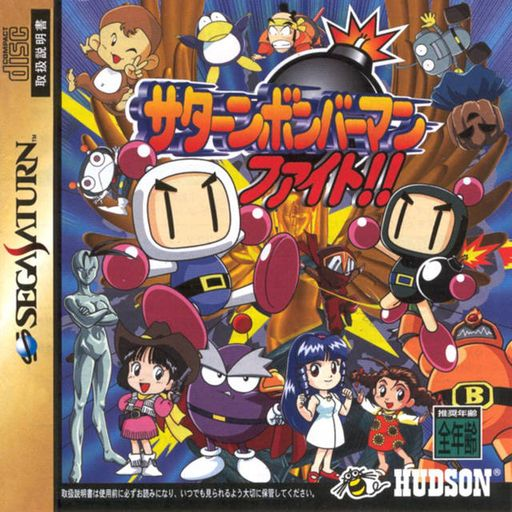 COMPACT
disc
取扱説明書
SEGA SATURN™
サターンボンバーマン
ファイト!!
B
推奨年齢
全年齢
HUDSON®
取扱説明書は使用前に必ずお読みになり、いつでも見られるよう大切に保管してください。